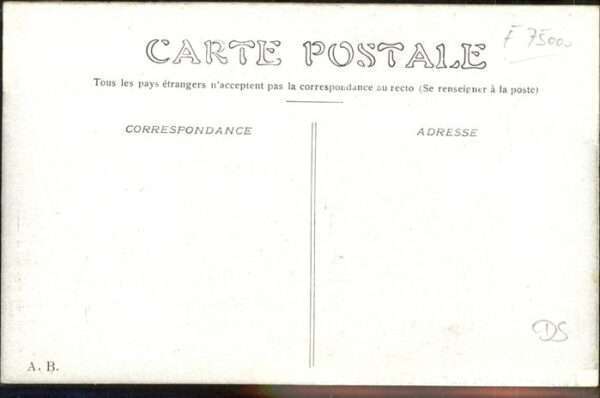 F 75000
CARTE POSTALE
Tous les pays étrangers n'acceptent pas la correspondance au recto (Se renseigner à la poste)
CORRESPONDANCE
ADRESSE
DS
A. B.